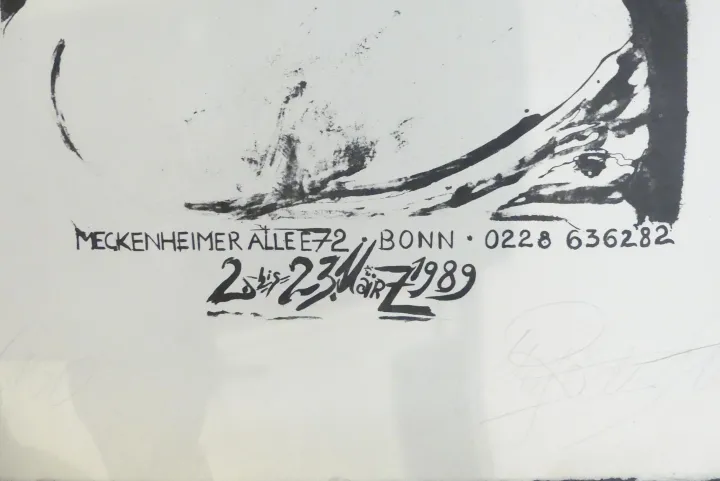 MECKENHEIMER ALLEE 72 · BONN · 0228 636282
2. bis 23. MäRZ 1989